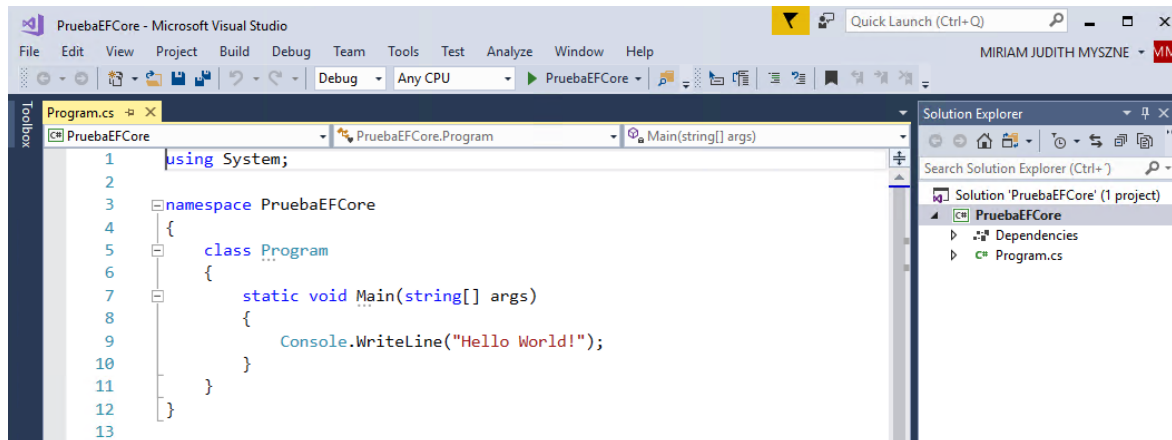 PruebaEFCore - Microsoft Visual Studio
Quick Launch (Ctrl+Q)
File Edit View Project Build Debug Team Tools Test Analyze Window Help
MIRIAM JUDITH MYSZNE
Debug Any CPU PruebaEFCore
Toolbox
Program.cs
Solution Explorer
C# PruebaEFCore
PruebaEFCore.Program
Main(string[] args)
Search Solution Explorer (Ctrl+´)
Solution 'PruebaEFCore' (1 project)
C# PruebaEFCore
Dependencies
C# Program.cs
1 using System;
2
3 namespace PruebaEFCore
4 {
5 class Program
6 {
7 static void Main(string[] args)
8 {
9 Console.WriteLine("Hello World!");
10 }
11 }
12 }
13